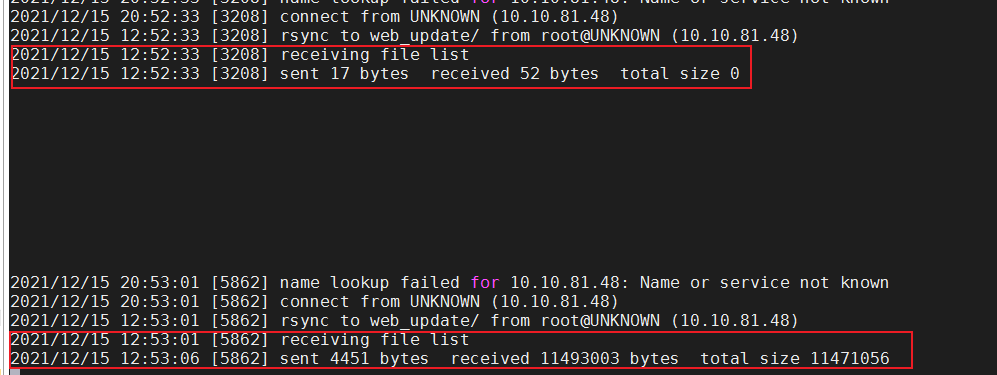 2021/12/15 20:52:33 [3208] name lookup failed for 10.10.81.48: Name or service not known
2021/12/15 20:52:33 [3208] connect from UNKNOWN (10.10.81.48)
2021/12/15 12:52:33 [3208] rsync to web_update/ from root@UNKNOWN (10.10.81.48)
2021/12/15 12:52:33 [3208] receiving file list
2021/12/15 12:52:33 [3208] sent 17 bytes  received 52 bytes  total size 0
2021/12/15 20:53:01 [5862] name lookup failed for 10.10.81.48: Name or service not known
2021/12/15 20:53:01 [5862] connect from UNKNOWN (10.10.81.48)
2021/12/15 12:53:01 [5862] rsync to web_update/ from root@UNKNOWN (10.10.81.48)
2021/12/15 12:53:01 [5862] receiving file list
2021/12/15 12:53:06 [5862] sent 4451 bytes  received 11493003 bytes  total size 11471056